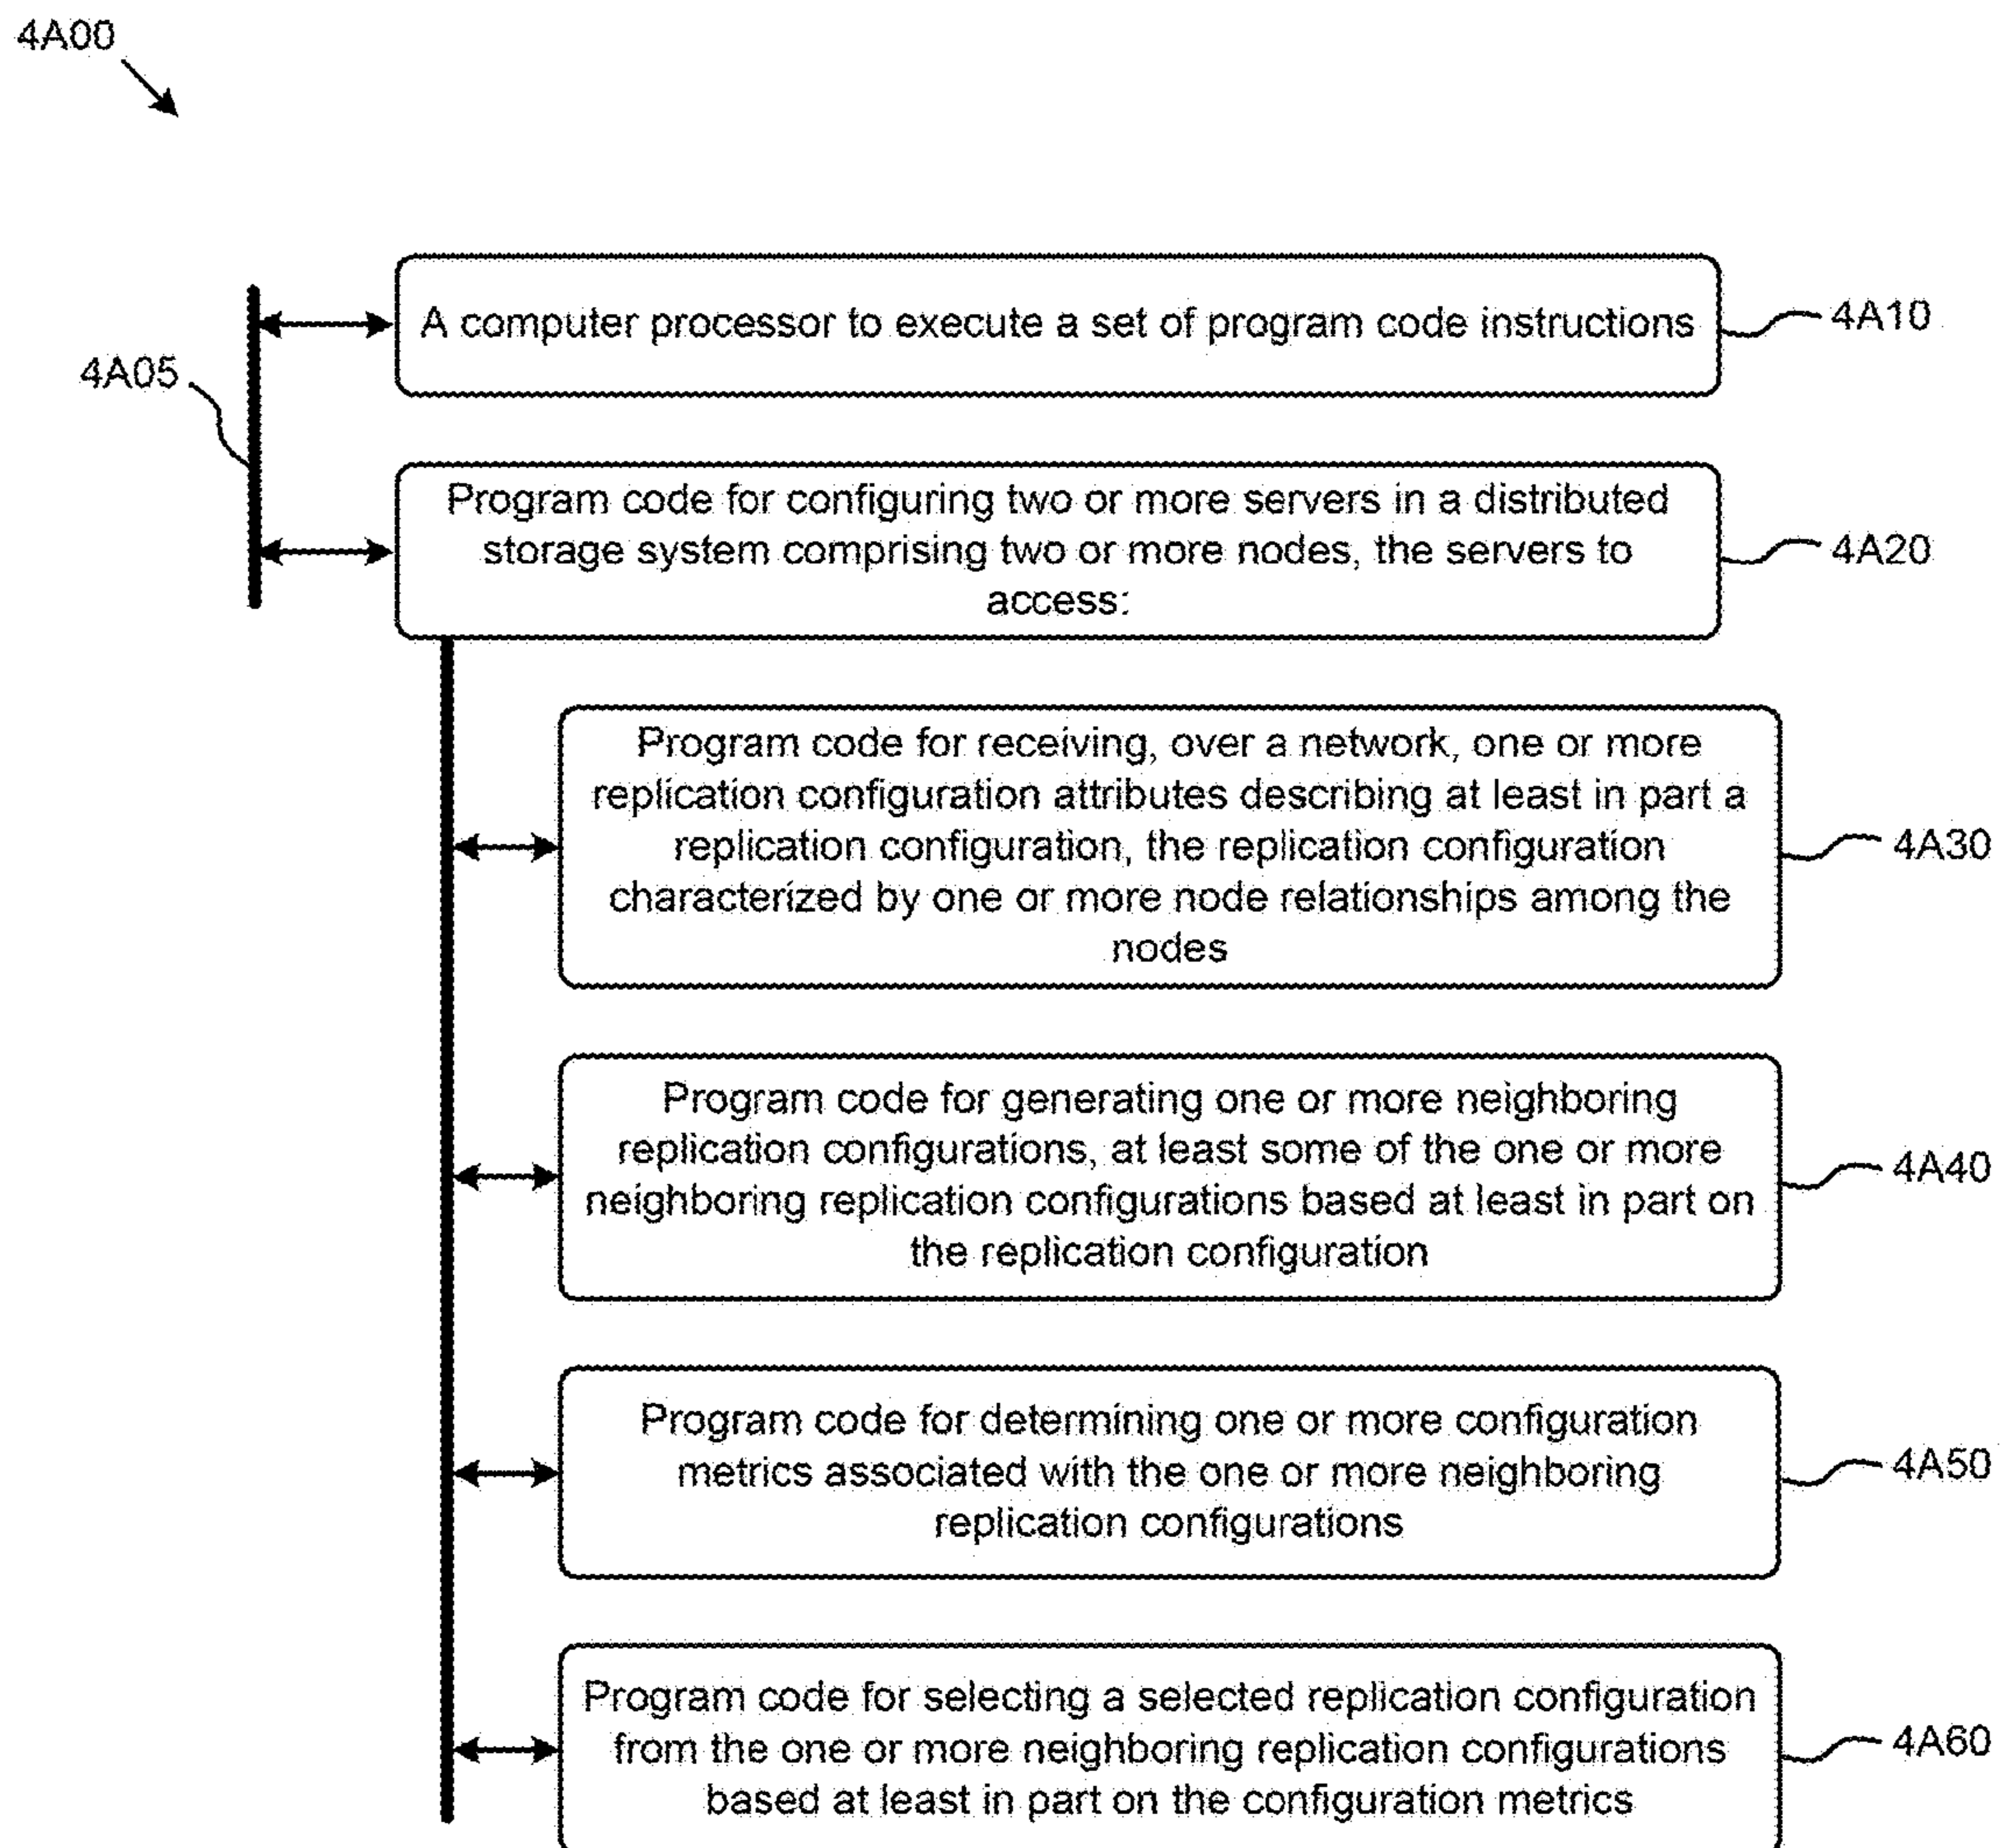 4A00
A computer processor to execute a set of program code instructions
4A10
4A05
Program code for configuring two or more servers in a distributed
storage system comprising two or more nodes, the servers to
access:
4A20
Program code for receiving, over a network, one or more
replication configuration attributes describing at least in part a
replication configuration, the replication configuration
characterized by one or more node relationships among the
nodes
4A30
Program code for generating one or more neighboring
replication configurations, at least some of the one or more
neighboring replication configurations based at least in part on
the replication configuration
4A40
Program code for determining one or more configuration
metrics associated with the one or more neighboring
replication configurations
4A50
Program code for selecting a selected replication configuration
from the one or more neighboring replication configurations
based at least in part on the configuration metrics
4A60